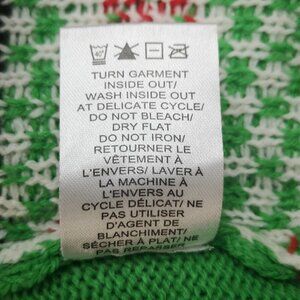 TURN GARMENT
INSIDE OUT/
WASH INSIDE OUT
AT DELICATE CYCLE/
DO NOT BLEACH/
DRY FLAT
DO NOT IRON/
RETOURNER LE
VÊTEMENT À
L'ENVERS/ LAVER À
LA MACHINE À
L'ENVERS AU
CYCLE DÉLICAT/ NE
PAS UTILISER
D'AGENT DE
BLANCHIMENT/
SÉCHER À PLAT/ NE
PAS REPASSER